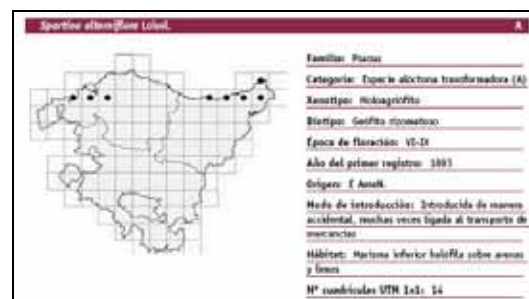 Spartina alterniflora Loisel. A
Familia: Poaceae
Categoría: Especie alóctona transformadora (A)
Xenotipo: Holoagriófito
Biotipo: Geófito rizomatoso
Época de floración: VI-IX
Año del primer registro:
Origen: E AmeN.
Modo de introducción: Introducida de manera
accidental, muchas veces ligada al transporte de
mercancías
Hábitat: Marisma inferior halófila sobre arenas
y limos
Nº cuadrículas UTM 1x1: 14